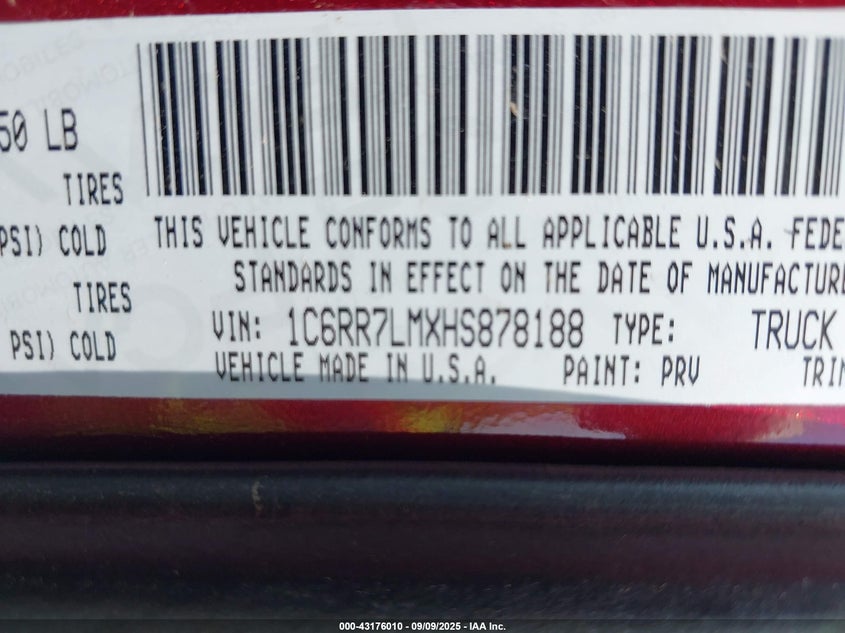 50 LB
TIRES
PSI) COLD
TIRES
PSI) COLD
THIS VEHICLE CONFORMS TO ALL APPLICABLE U.S.A. FEDE
STANDARDS IN EFFECT ON THE DATE OF MANUFACTURE
VIN: 1C6RR7LMXHS878188 TYPE: TRUCK
VEHICLE MADE IN U.S.A. PAINT: PRV TRIM
000-43176010 - 09/09/2025 - IAA Inc.